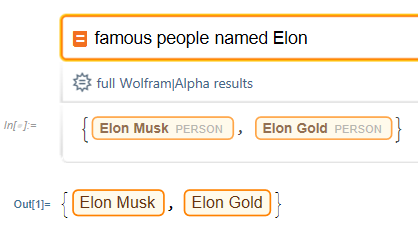 famous people named Elon
full Wolfram|Alpha results
In[∘]:= {Elon Musk PERSON, Elon Gold PERSON}
Out[1]= {Elon Musk, Elon Gold}